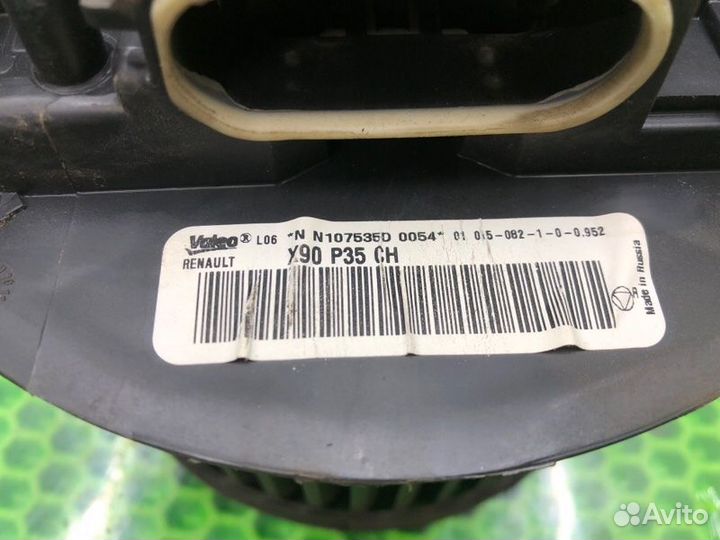 Valeo® L06 *N N107535D 0054* 01 05-082-1-0-0.952
RENAULT X90 P35 CH
Made in Russia
Avito